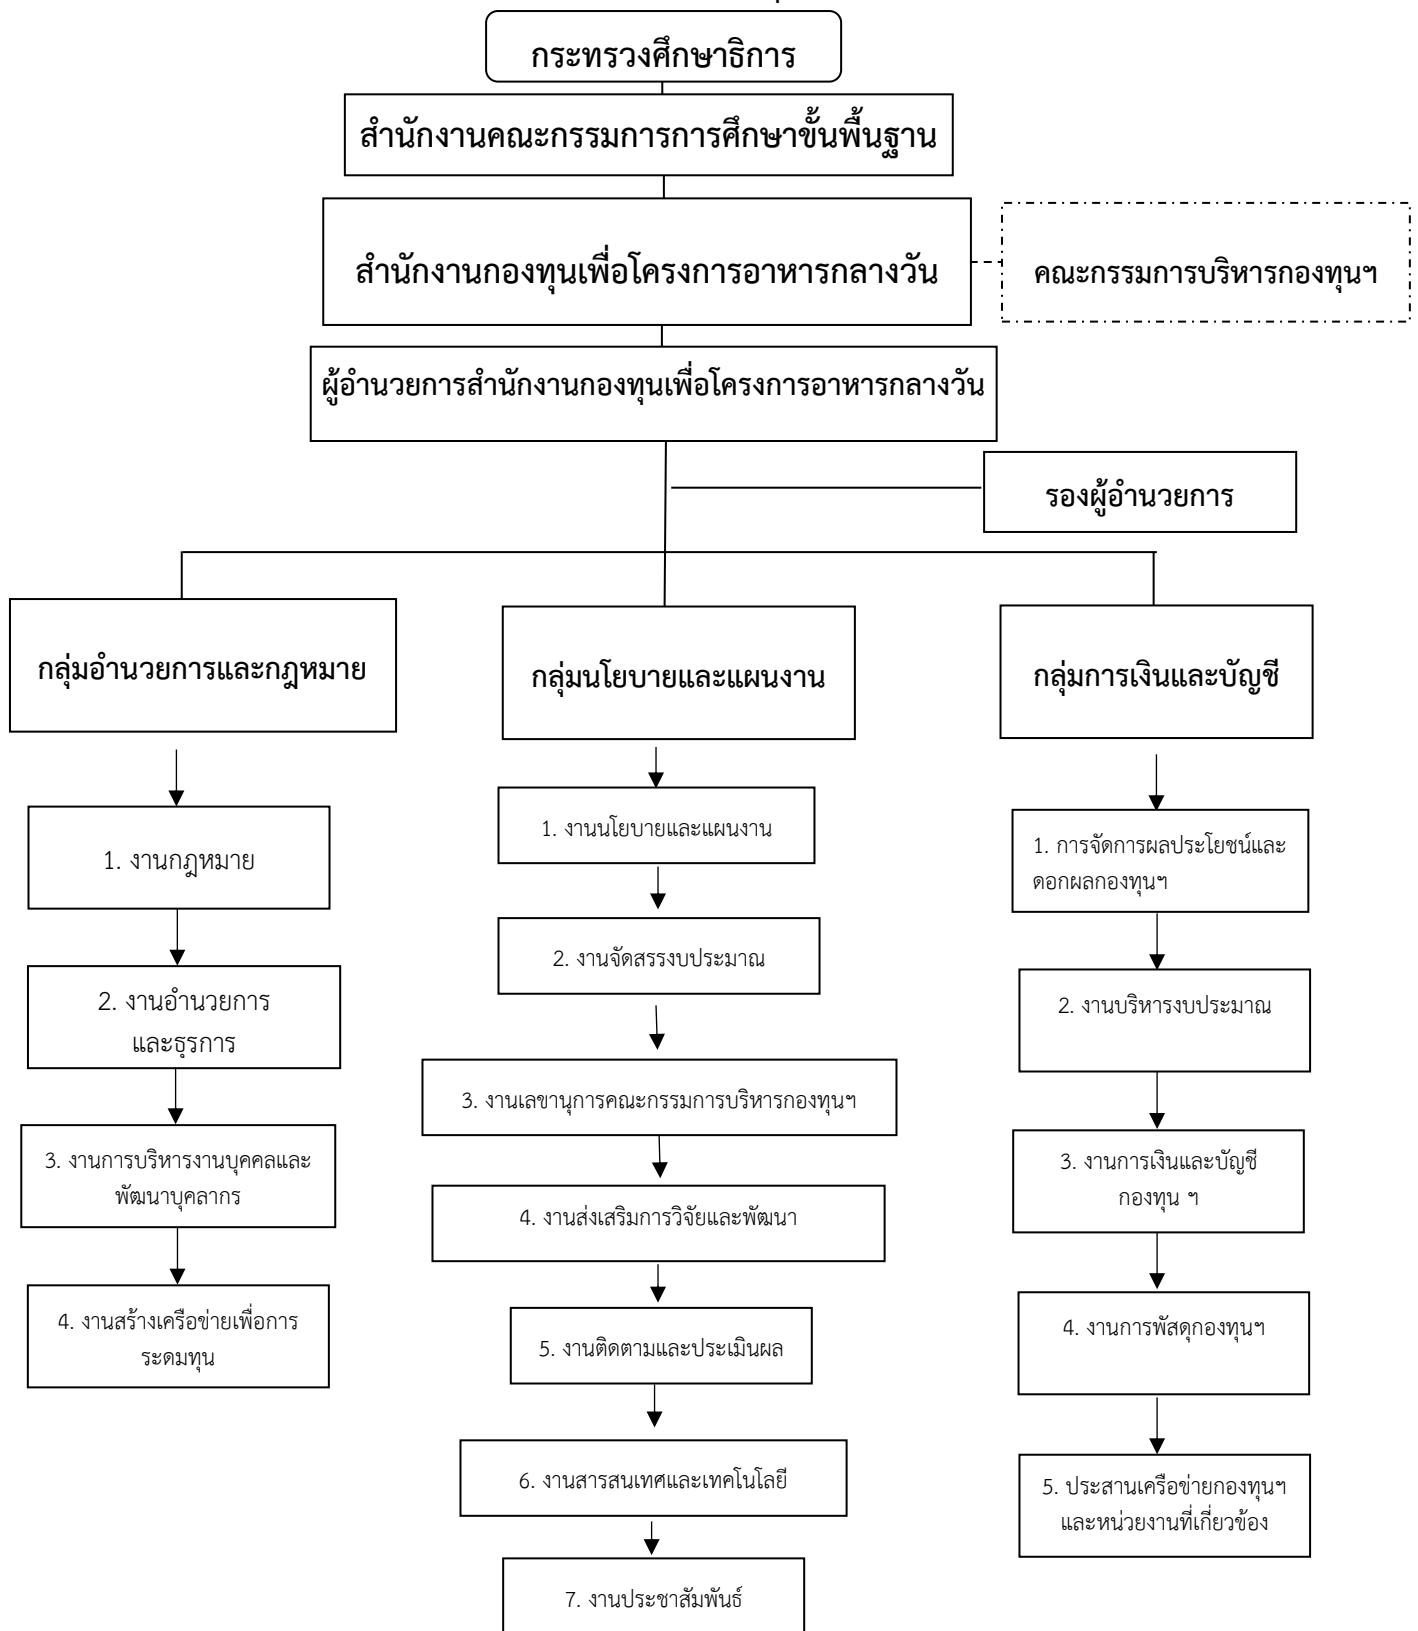 กระทรวงศึกษาธิการ
สำนักงานคณะกรรมการการศึกษาขั้นพื้นฐาน
สำนักงานกองทุนเพื่อโครงการอาหารกลางวัน
คณะกรรมการบริหารกองทุนฯ
ผู้อำนวยการสำนักงานกองทุนเพื่อโครงการอาหารกลางวัน
รองผู้อำนวยการ
กลุ่มอำนวยการและกฎหมาย
1. งานกฎหมาย
2. งานอำนวยการ
และธุรการ
3. งานการบริหารงานบุคคลและ
พัฒนาบุคลากร
4. งานสร้างเครือข่ายเพื่อการ
ระดมทุน
กลุ่มนโยบายและแผนงาน
1. งานนโยบายและแผนงาน
2. งานจัดสรรงบประมาณ
3. งานเลขานุการคณะกรรมการบริหารกองทุนฯ
4. งานส่งเสริมการวิจัยและพัฒนา
5. งานติดตามและประเมินผล
6. งานสารสนเทศและเทคโนโลยี
7. งานประชาสัมพันธ์
กลุ่มการเงินและบัญชี
1. การจัดการผลประโยชน์และ
ดอกผลกองทุนฯ
2. งานบริหารงบประมาณ
3. งานการเงินและบัญชี
กองทุน ฯ
4. งานการพัสดุกองทุนฯ
5. ประสานเครือข่ายกองทุนฯ
และหน่วยงานที่เกี่ยวข้อง